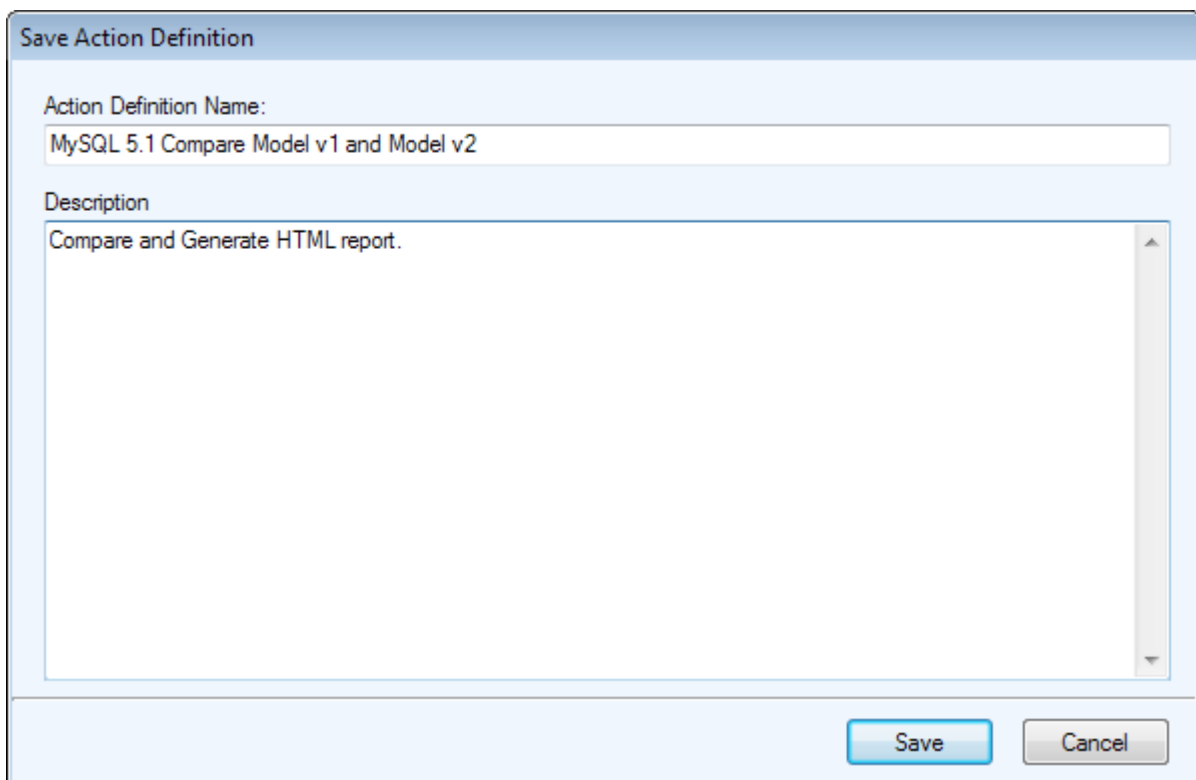 Save Action Definition
Action Definition Name:
MySQL 5.1 Compare Model v1 and Model v2
Description
Compare and Generate HTML report.
Save
Cancel